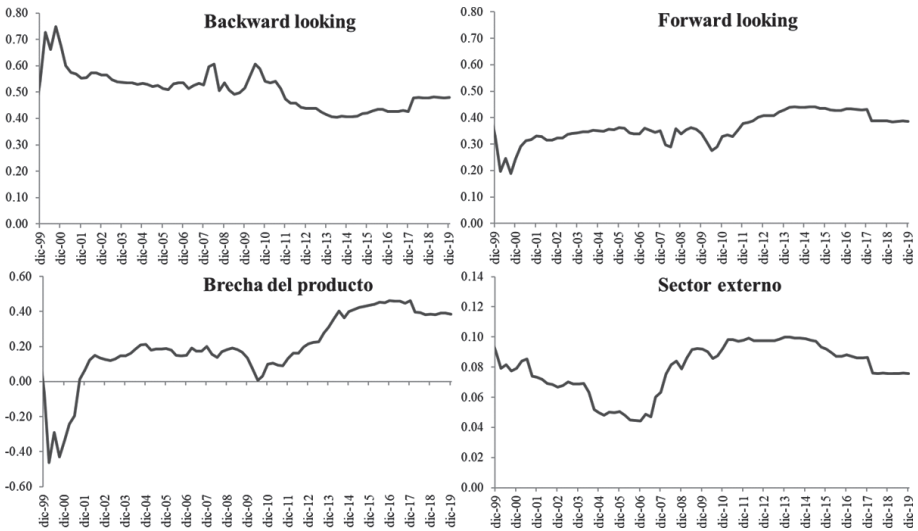 Backward looking
0.80
0.70
0.60
0.50
0.40
0.30
0.20
0.10
0.00
dic-99
dic-00
dic-01
dic-02
dic-03
dic-04
dic-05
dic-06
dic-07
dic-08
dic-09
dic-10
dic-11
dic-12
dic-13
dic-14
dic-15
dic-16
dic-17
dic-18
dic-19
Forward looking
0.80
0.70
0.60
0.50
0.40
0.30
0.20
0.10
0.00
dic-99
dic-00
dic-01
dic-02
dic-03
dic-04
dic-05
dic-06
dic-07
dic-08
dic-09
dic-10
dic-11
dic-12
dic-13
dic-14
dic-15
dic-16
dic-17
dic-18
dic-19
Brecha del producto
0.60
0.40
0.20
0.00
-0.20
-0.40
-0.60
dic-99
dic-00
dic-01
dic-02
dic-03
dic-04
dic-05
dic-06
dic-07
dic-08
dic-09
dic-10
dic-11
dic-12
dic-13
dic-14
dic-15
dic-16
dic-17
dic-18
dic-19
Sector externo
0.14
0.12
0.10
0.08
0.06
0.04
0.02
0.00
dic-99
dic-00
dic-01
dic-02
dic-03
dic-04
dic-05
dic-06
dic-07
dic-08
dic-09
dic-10
dic-11
dic-12
dic-13
dic-14
dic-15
dic-16
dic-17
dic-18
dic-19